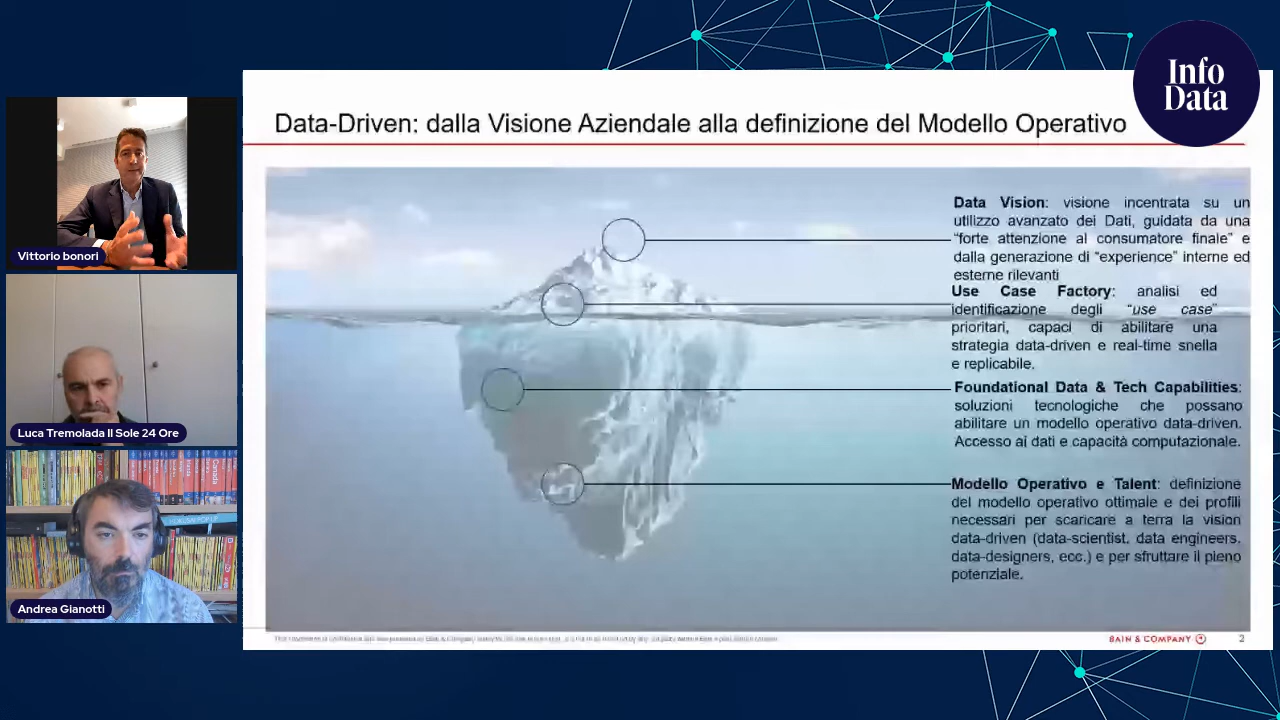 Info
Data
Data-Driven: dalla Visione Aziendale alla definizione del Modello Operativo
Data Vision: visione incentrata su un
utilizzo avanzato dei Dati, guidata da una
“forte attenzione al consumatore finale” e
dalla generazione di “experience” interne ed
esterne rilevanti
Use Case Factory: analisi ed
identificazione degli “use case”
prioritari, capaci di abilitare una
strategia data-driven e real-time snella
e replicabile.
Foundational Data & Tech Capabilities:
soluzioni tecnologiche che possano
abilitare un modello operativo data-driven.
Accesso ai dati e capacità computazionale.
Modello Operativo e Talent: definizione
del modello operativo ottimale e dei profili
necessari per scaricare a terra la vision
data-driven (data-scientist, data engineers,
data-designers, ecc.) e per sfruttare il pieno
potenziale.
BAIN & COMPANY
2
Vittorio bonori
Luca Tremolada Il Sole 24 Ore
Canada
Andrea Gianotti